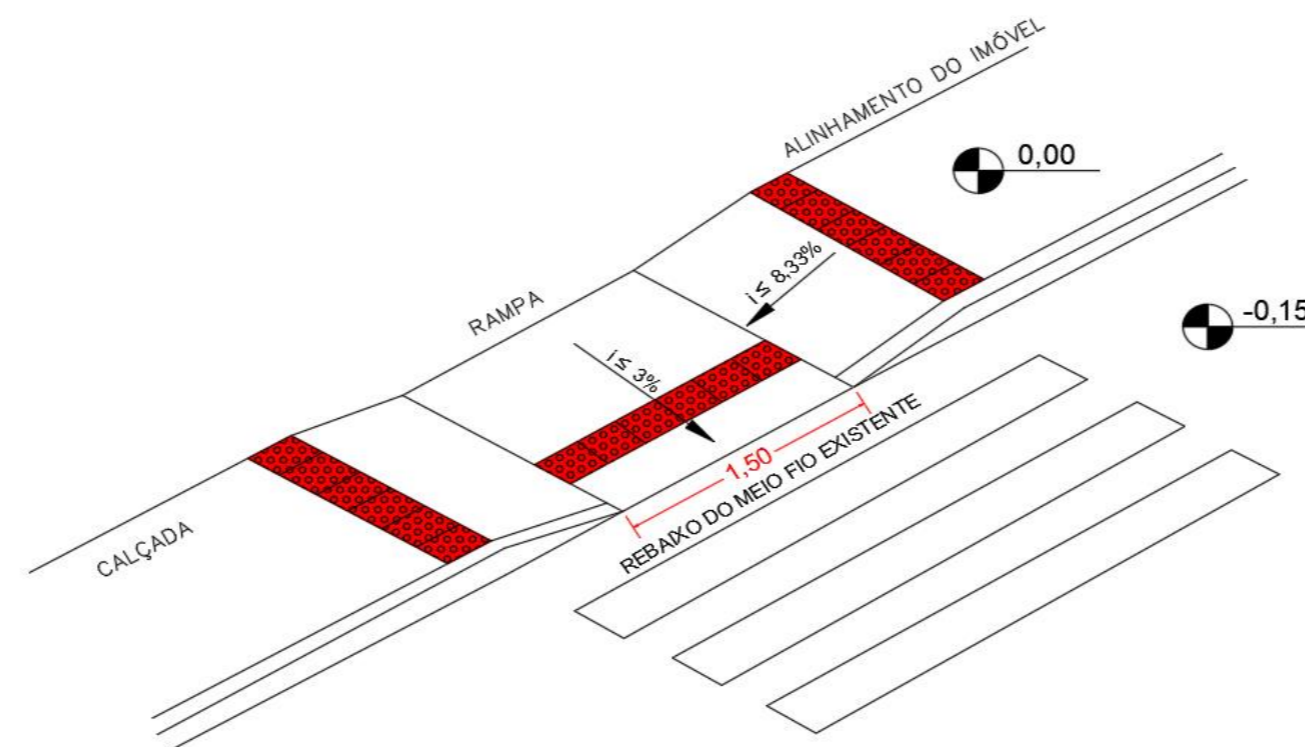 ALINHAMENTO DO IMÓVEL
0,00
i ≤ 8,33%
RAMPA
-0,15
i ≤ 3%
1,50
REBAIXO DO MEIO FIO EXISTENTE
CALÇADA